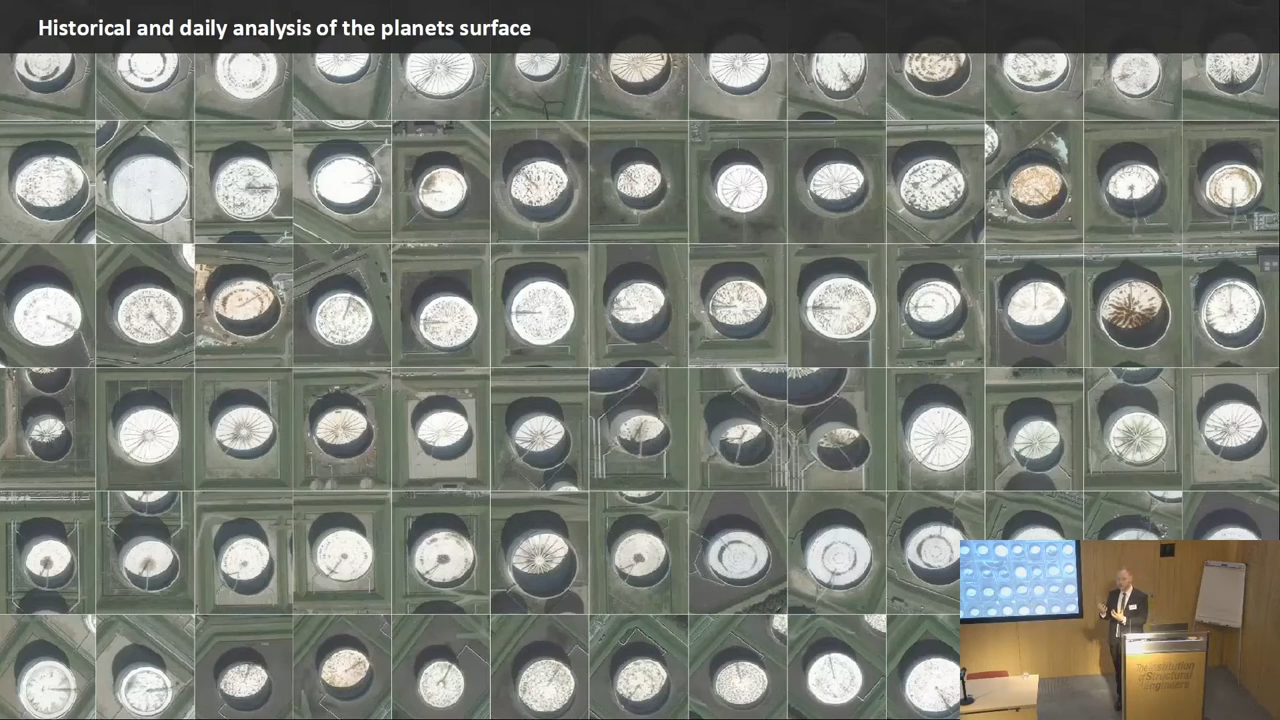 Historical and daily analysis of the planets surface
The Institution
of Structural
Engineers